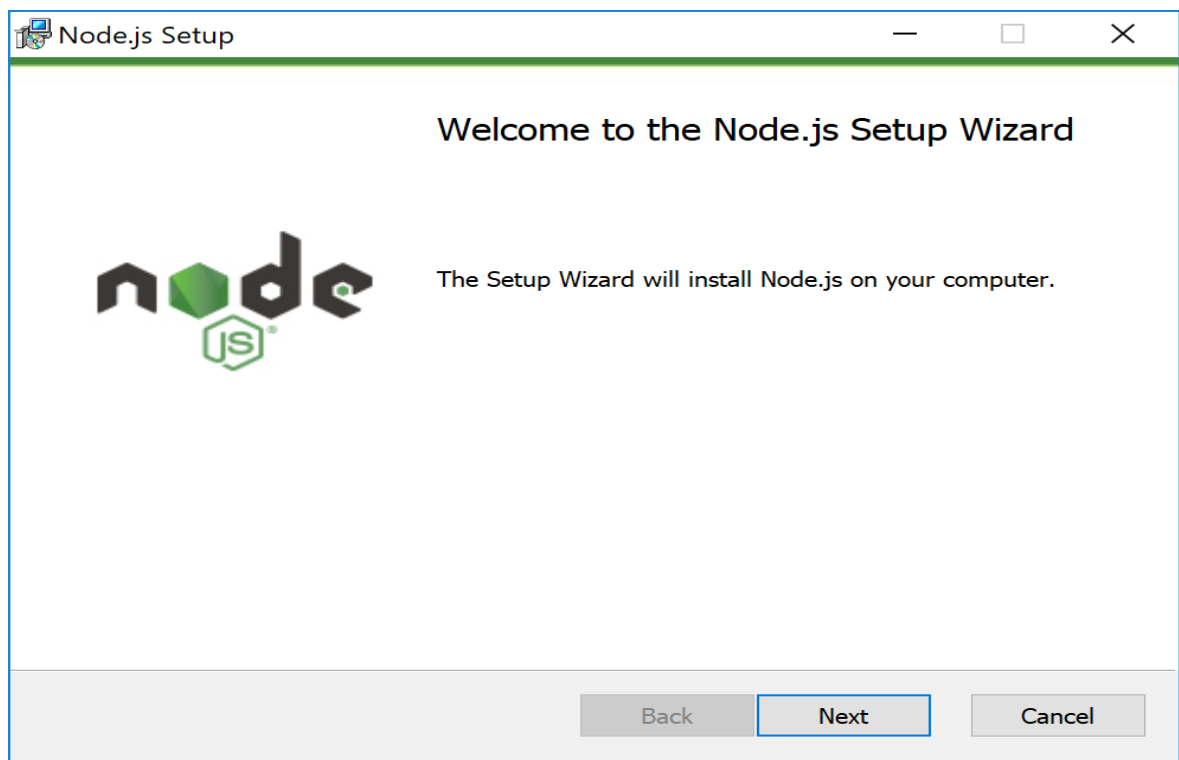 Node.js Setup
Welcome to the Node.js Setup Wizard
node
JS®
The Setup Wizard will install Node.js on your computer.
Back
Next
Cancel